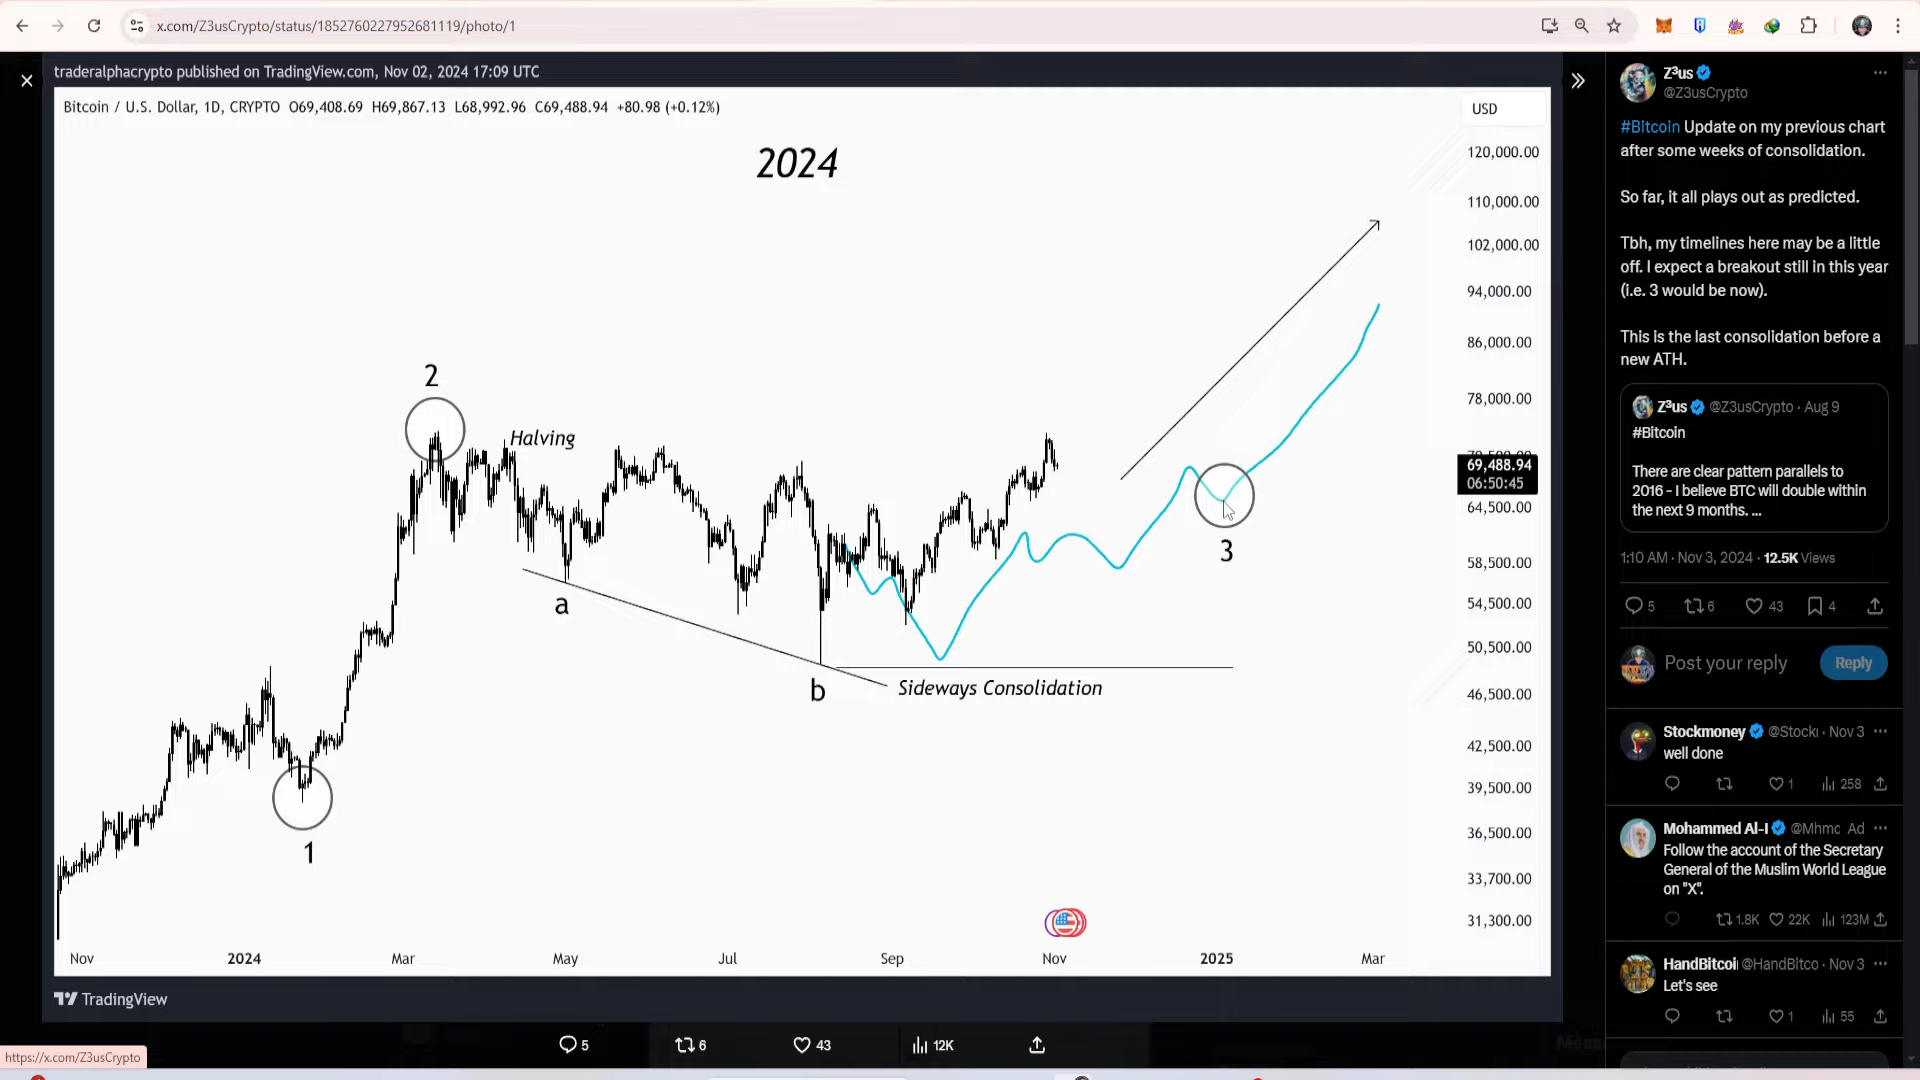 x.com/Z3usCrypto/status/1852760227952681119/photo/1
traderalphacrypto published on TradingView.com, Nov 02, 2024 17:09 UTC
Bitcoin / U.S. Dollar, 1D, CRYPTO O69,408.69 H69,867.13 L68,992.96 C69,488.94 +80.98 (+0.12%)
USD
2024
120,000.00
110,000.00
102,000.00
94,000.00
86,000.00
78,000.00
69,488.94
06:50:45
64,500.00
58,500.00
54,500.00
50,500.00
46,500.00
42,500.00
39,500.00
36,500.00
33,700.00
31,300.00
2
Halving
a
b
Sideways Consolidation
3
1
Nov 2024 Mar May Jul Sep Nov 2025 Mar
TradingView
5 6 43 12K
https://x.com/Z3usCrypto
Z³us
@Z3usCrypto
#Bitcoin Update on my previous chart
after some weeks of consolidation.
So far, it all plays out as predicted.
Tbh, my timelines here may be a little
off. I expect a breakout still in this year
(i.e. 3 would be now).
This is the last consolidation before a
new ATH.
Z³us @Z3usCrypto · Aug 9
#Bitcoin
There are clear pattern parallels to
2016 - I believe BTC will double within
the next 9 months. ...
1:10 AM · Nov 3, 2024 · 12.5K Views
5 6 43 4
Post your reply
Reply
Stockmoney @Stock · Nov 3
well done
1 258
Mohammed Al-I @Mhmc Ad
Follow the account of the Secretary
General of the Muslim World League
on "X".
1.8K 22K 123M
HandBitcoi @HandBitco · Nov 3
Let's see
1 55